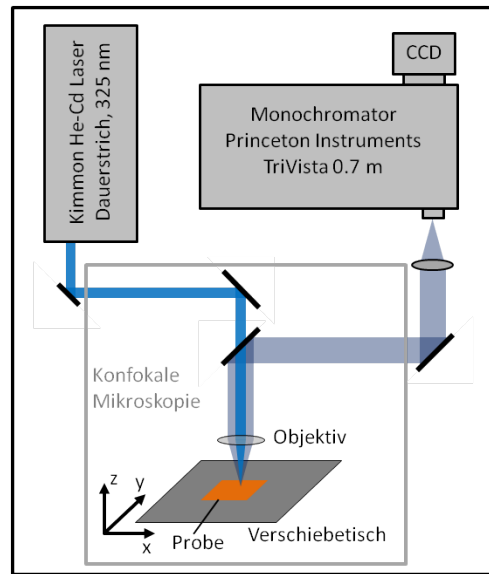 Kimmon He-Cd Laser
Dauerstrich, 325 nm
CCD
Monochromator
Princeton Instruments
TriVista 0.7 m
Konfokale
Mikroskopie
Objektiv
z
y
x
Probe
Verschiebetisch